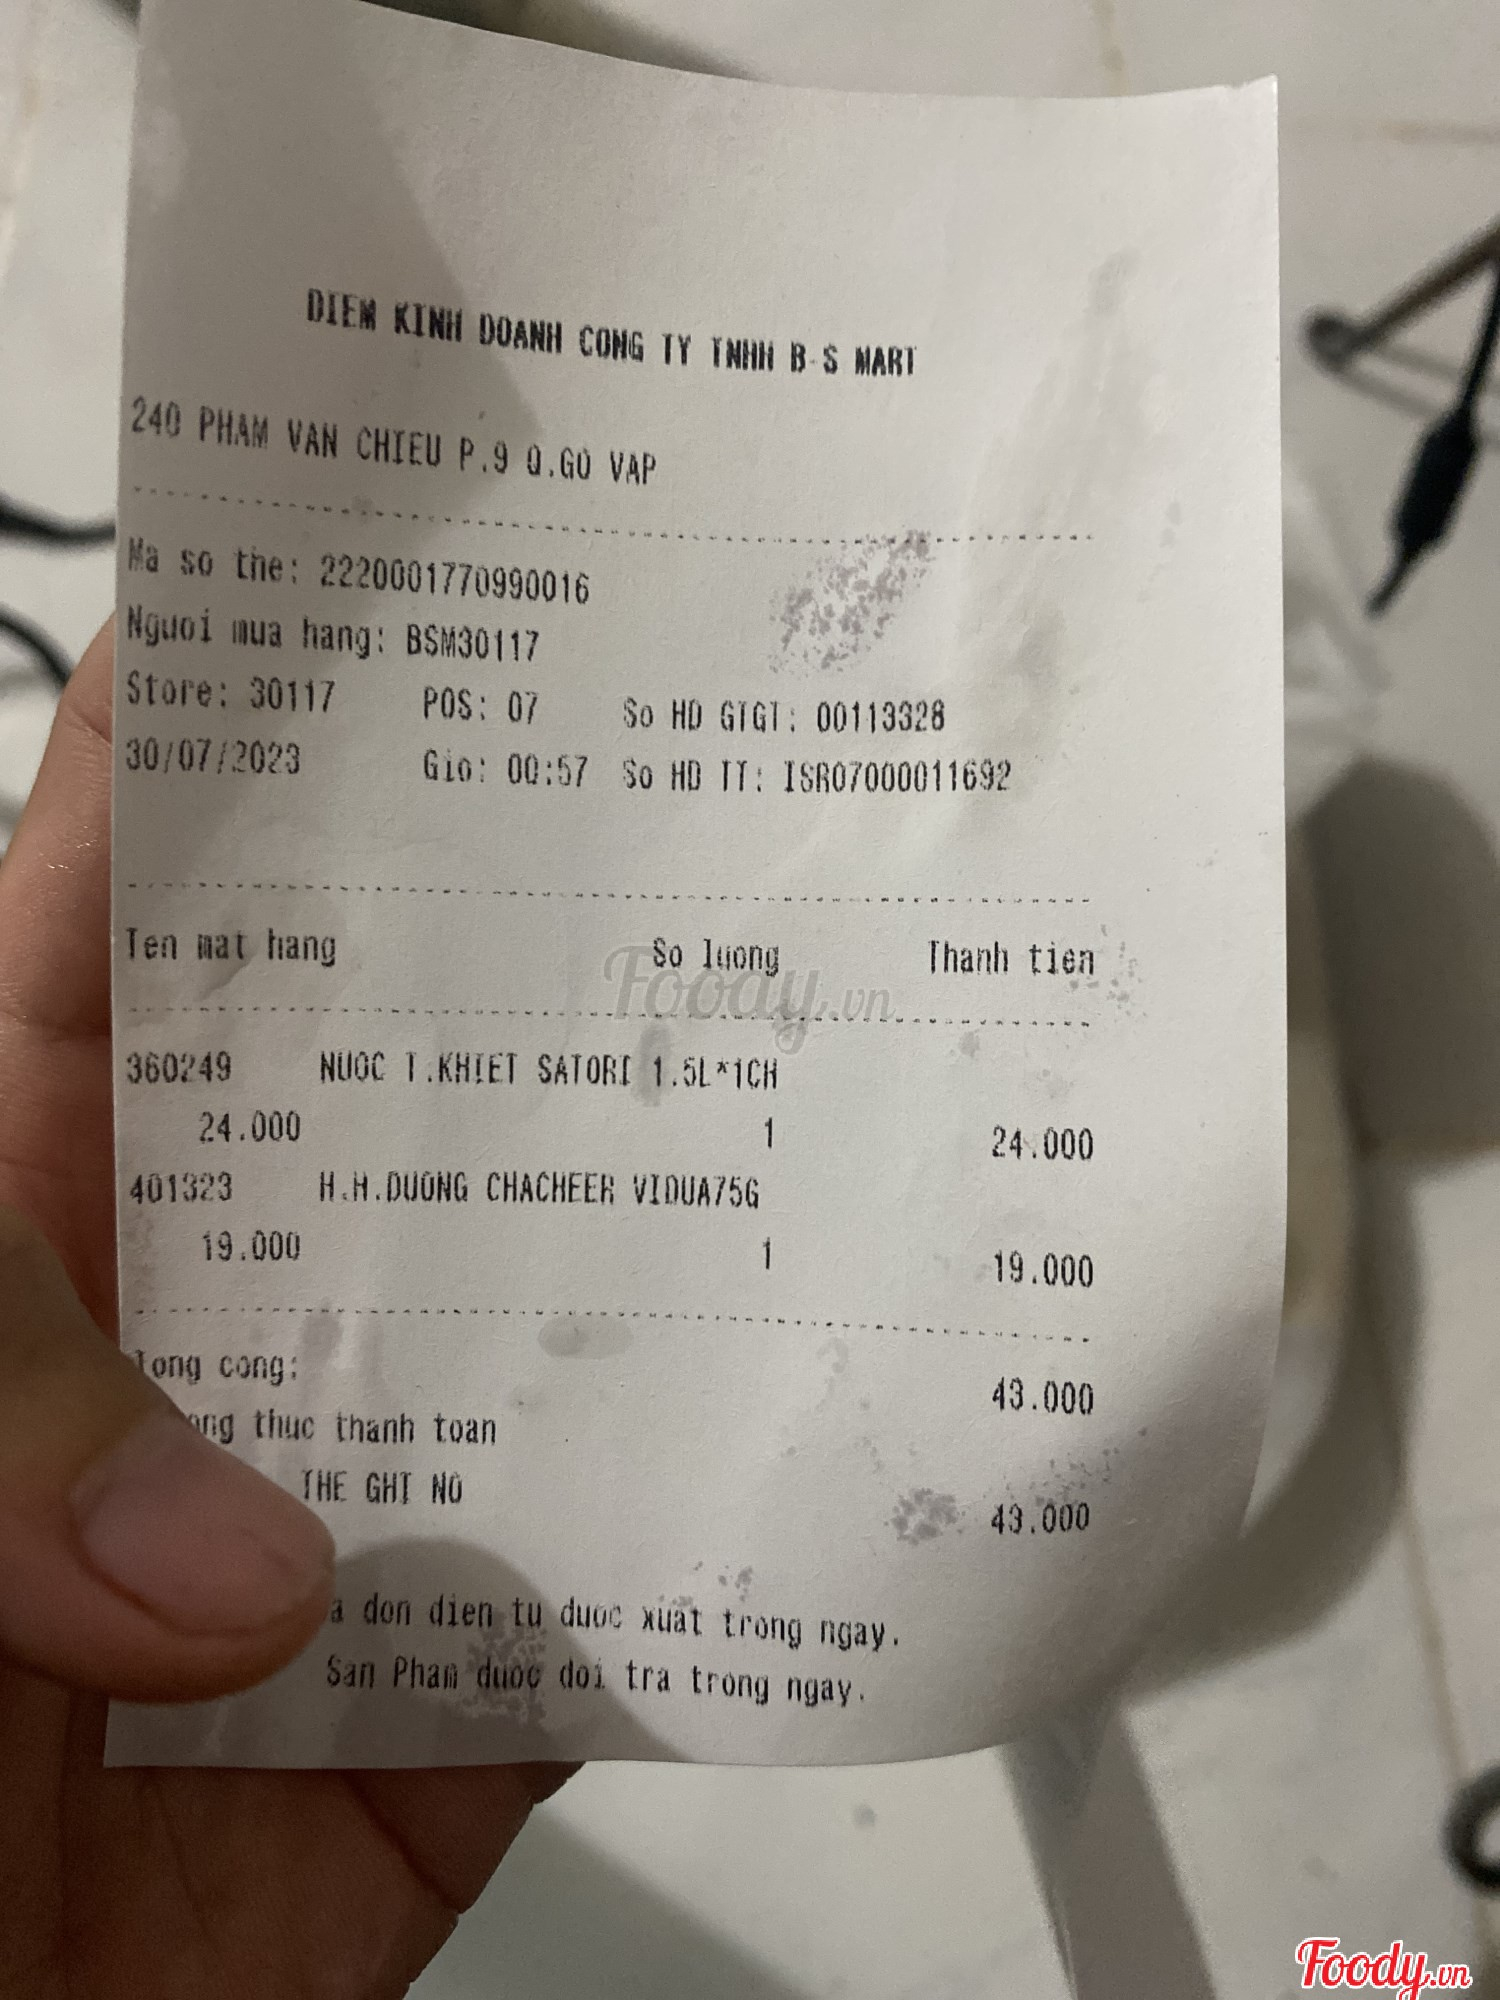 DIEM KINH DOANH CONG TY TNHH B-S MART
240 PHAM VAN CHIEU P.9 Q.GO VAP
Ma so the: 2220001770990016
Nguoi mua hang: BSM30117
Store: 30117 POS: 07 So HD GTGT: 00113328
30/07/2023 Gio: 00:57 So HD TT: ISR07000011692
Ten mat hang So luong Thanh tien
Foody.vn
360249 NUOC T.KHIET SATORI 1.5L*1CH
24.000 1 24.000
401323 H.H.DUONG CHACHEER VIDUA75G
19.000 1 19.000
Tong cong: 43.000
ong thuc thanh toan
THE GHI NO 43.000
a don dien tu duoc xuat trong ngay.
San Pham duoc doi tra trong ngay.
Foody.vn